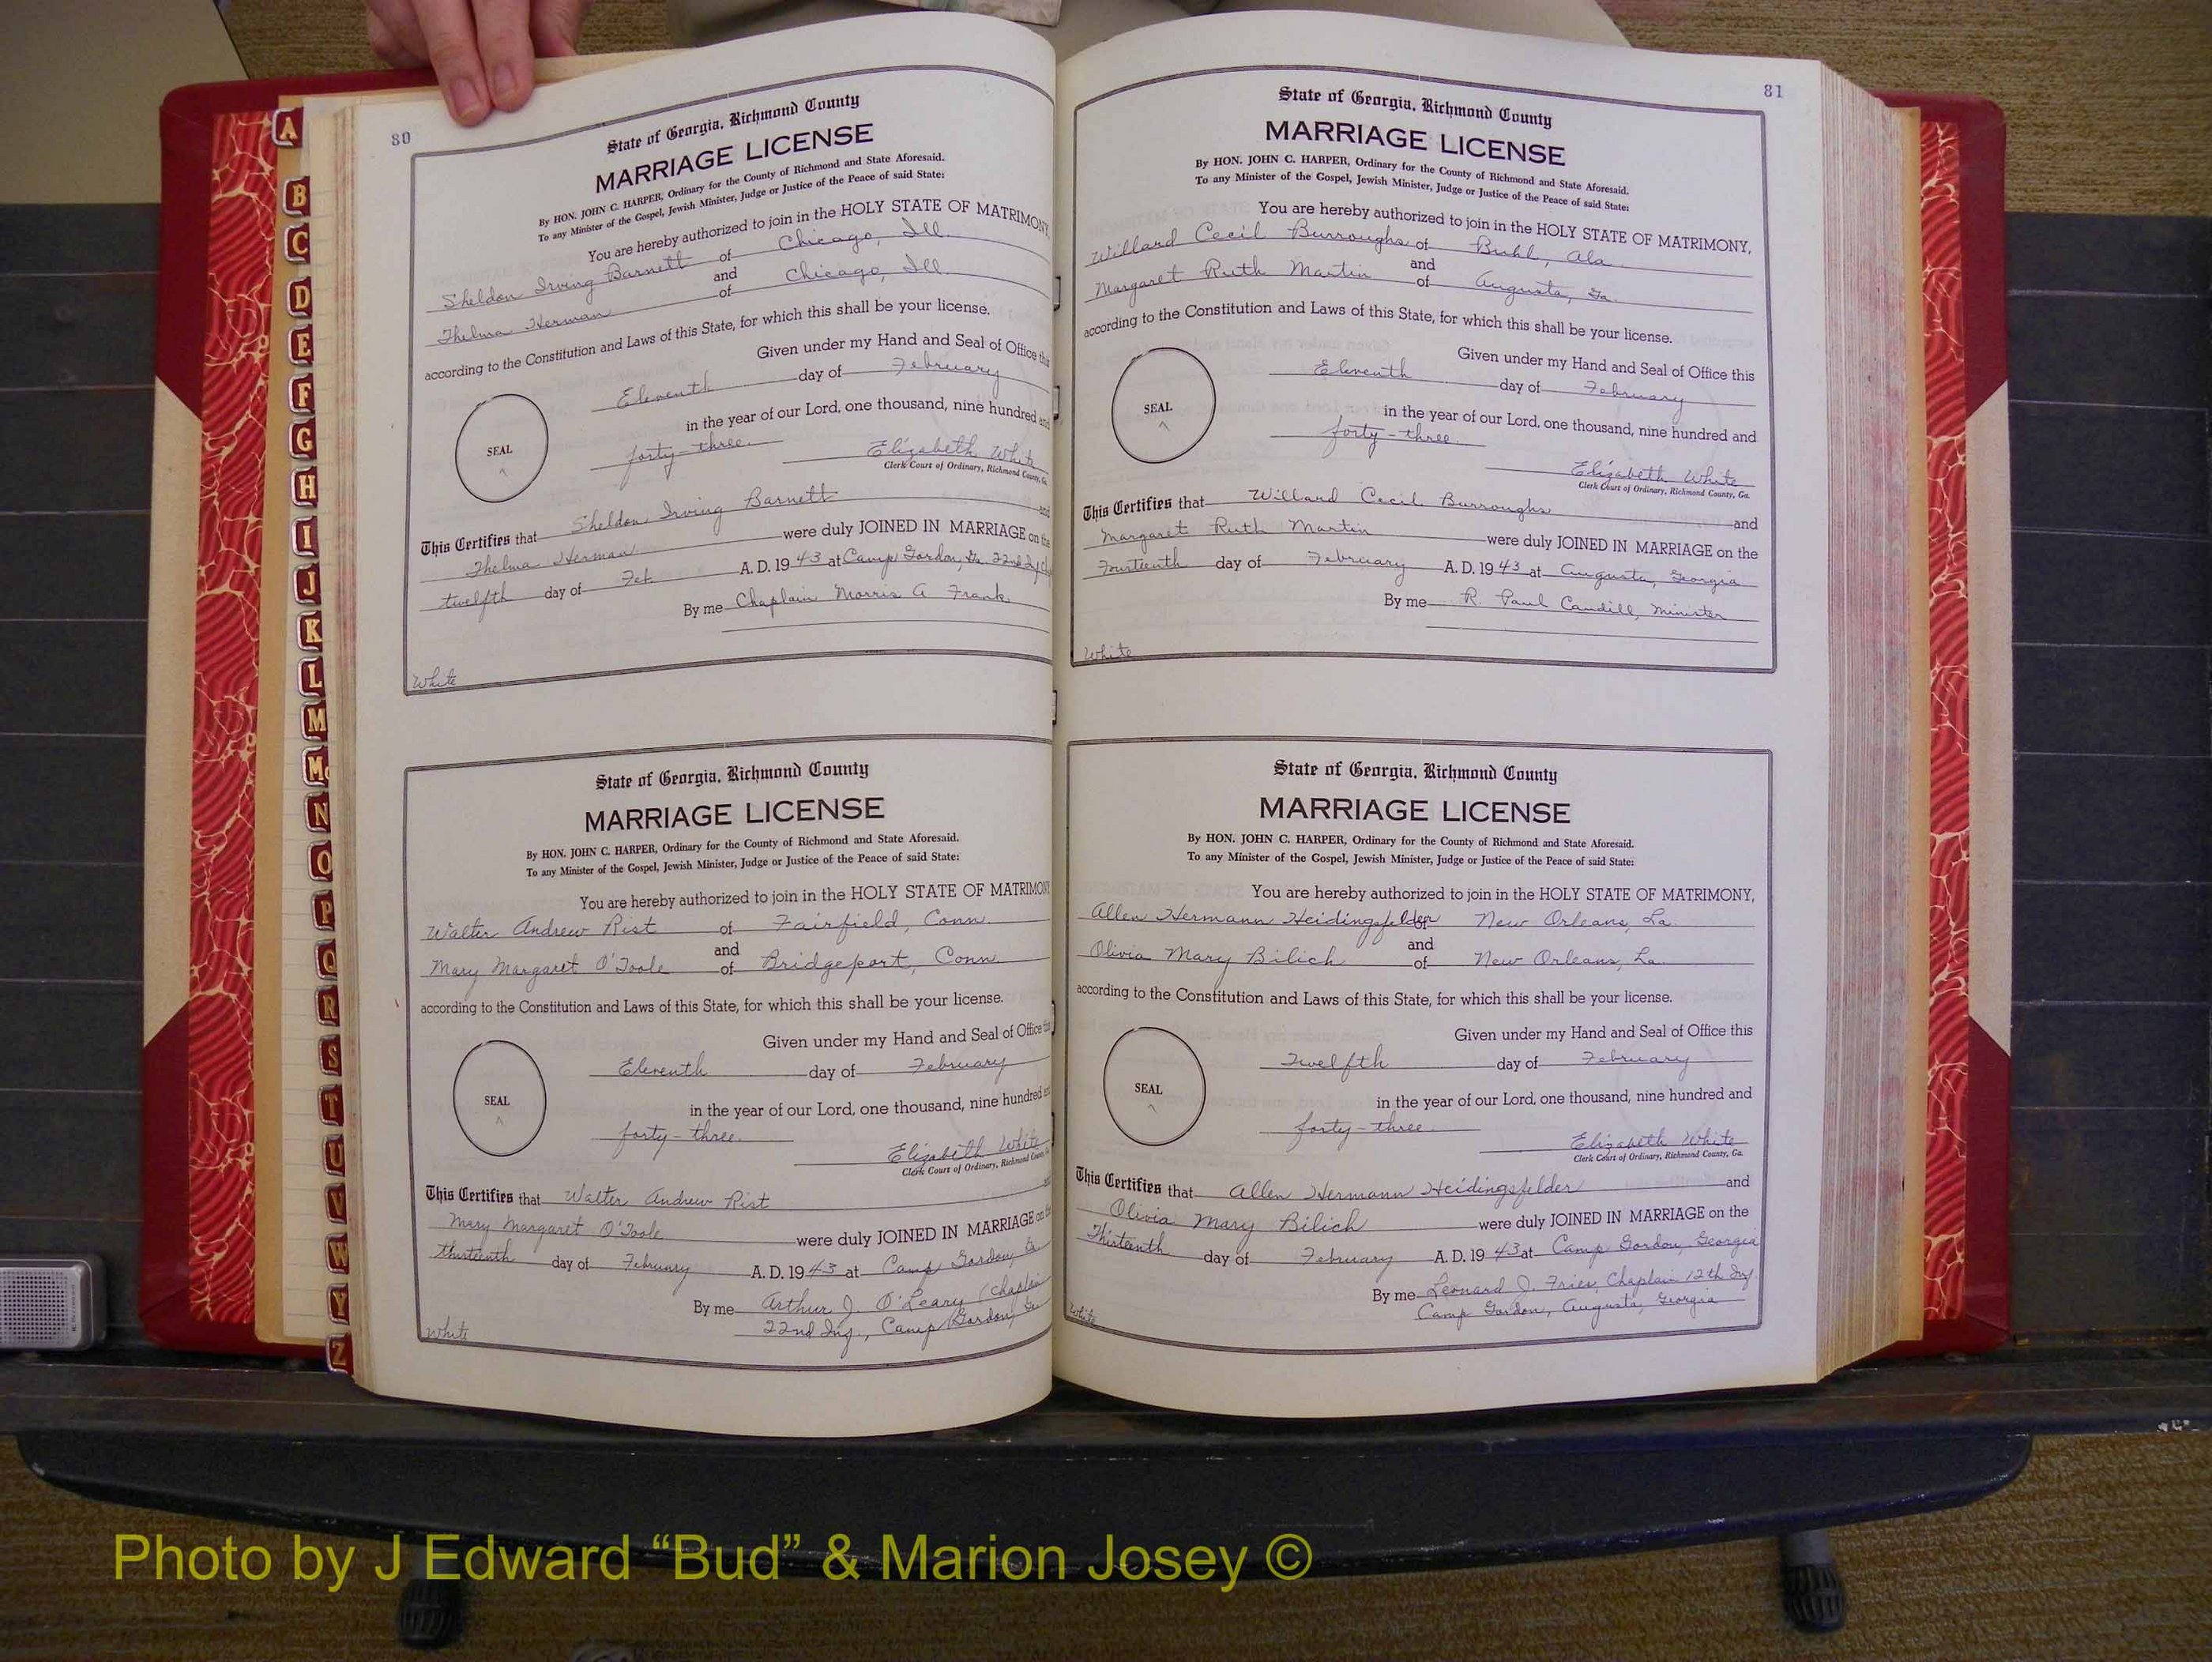 A
B
C
D
E
F
G
H
I
J
K
L
M
Mc
N
O
P
Q
R
S
T
U
V
W
Y
Z
80
State of Georgia, Richmond County
MARRIAGE LICENSE
By HON. JOHN C. HARPER, Ordinary for the County of Richmond and State Aforesaid.
To any Minister of the Gospel, Jewish Minister, Judge or Justice of the Peace of said State:
You are hereby authorized to join in the HOLY STATE OF MATRIMONY,
Sheldon Irving Barnett of Chicago, Ill.
and
Thelma Herman of Chicago, Ill.
according to the Constitution and Laws of this State, for which this shall be your license.
Given under my Hand and Seal of Office this
Eleventh day of February
in the year of our Lord, one thousand, nine hundred and
SEAL
forty-three.
Elizabeth White
Clerk Court of Ordinary, Richmond County, Ga.
This Certifies that Sheldon Irving Barnett and
Thelma Herman were duly JOINED IN MARRIAGE on the
twelfth day of Feb. A. D. 1943 at Camp Gordon, Ga. 22nd Inf
By me Chaplain Morris A Frank
White
State of Georgia, Richmond County
MARRIAGE LICENSE
By HON. JOHN C. HARPER, Ordinary for the County of Richmond and State Aforesaid.
To any Minister of the Gospel, Jewish Minister, Judge or Justice of the Peace of said State:
You are hereby authorized to join in the HOLY STATE OF MATRIMONY
Walter Andrew Rist of Fairfield, Conn.
and
Mary Margaret O'Toole of Bridgeport, Conn.
according to the Constitution and Laws of this State, for which this shall be your license.
Given under my Hand and Seal of Office this
Eleventh day of February
in the year of our Lord, one thousand, nine hundred and
SEAL
forty-three.
Elizabeth White
Clerk Court of Ordinary, Richmond County, Ga.
This Certifies that Walter Andrew Rist and
Mary Margaret O'Toole were duly JOINED IN MARRIAGE on the
thirteenth day of February A. D. 1943 at Camp Gordon, Ga.
By me Arthur J. O'Leary (Chaplain
22nd Inf., Camp Gordon, Ga
White
81
State of Georgia, Richmond County
MARRIAGE LICENSE
By HON. JOHN C. HARPER, Ordinary for the County of Richmond and State Aforesaid.
To any Minister of the Gospel, Jewish Minister, Judge or Justice of the Peace of said State:
You are hereby authorized to join in the HOLY STATE OF MATRIMONY,
Willard Cecil Burroughs of Buhl, Ala.
and
Margaret Ruth Martin of Augusta, Ga.
according to the Constitution and Laws of this State, for which this shall be your license.
Given under my Hand and Seal of Office this
Eleventh day of February
in the year of our Lord, one thousand, nine hundred and
SEAL
forty-three.
Elizabeth White
Clerk Court of Ordinary, Richmond County, Ga.
This Certifies that Willard Cecil Burroughs and
Margaret Ruth Martin were duly JOINED IN MARRIAGE on the
Fourteenth day of February A. D. 1943 at Augusta, Georgia
By me R. Paul Caudill, Minister
White
State of Georgia, Richmond County
MARRIAGE LICENSE
By HON. JOHN C. HARPER, Ordinary for the County of Richmond and State Aforesaid.
To any Minister of the Gospel, Jewish Minister, Judge or Justice of the Peace of said State:
You are hereby authorized to join in the HOLY STATE OF MATRIMONY,
Allen Hermann Heidingsfelder of New Orleans, La.
and
Olivia Mary Bilich of New Orleans, La.
according to the Constitution and Laws of this State, for which this shall be your license.
Given under my Hand and Seal of Office this
Twelfth day of February
in the year of our Lord, one thousand, nine hundred and
SEAL
forty-three.
Elizabeth White
Clerk Court of Ordinary, Richmond County, Ga.
This Certifies that Allen Hermann Heidingsfelder and
Olivia Mary Bilich were duly JOINED IN MARRIAGE on the
Thirteenth day of February A. D. 1943 at Camp Gordon, Georgia
By me Leonard J. Fries, Chaplain 12th Inf.
Camp Gordon, Augusta, Georgia
White
Photo by J Edward “Bud” & Marion Josey ©